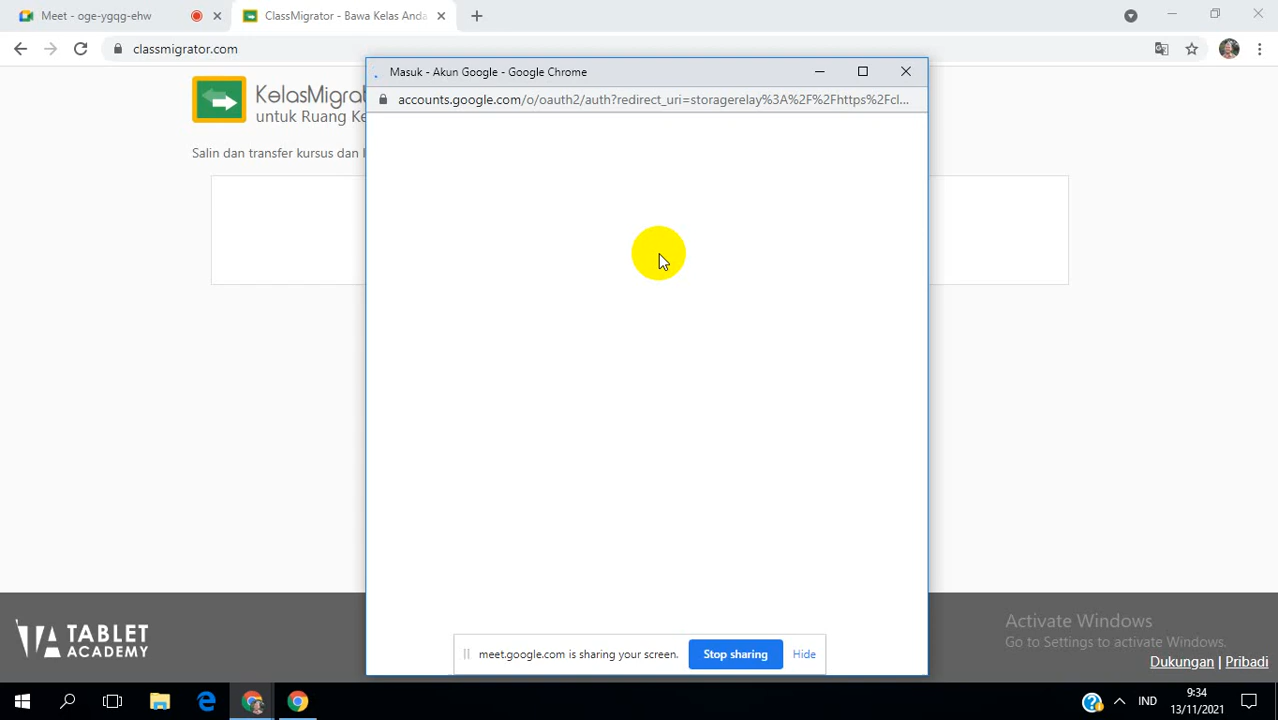 Meet - oge-ygqg-ehw
ClassMigrator - Bawa Kelas Anda
classmigrator.com
Masuk - Akun Google - Google Chrome
accounts.google.com/o/oauth2/auth?redirect_uri=storagerelay%3A%2F%2Fhttps%2Fcl...
KelasMigra
untuk Ruang Ke
Salin dan transfer kursus dan
meet.google.com is sharing your screen.
Stop sharing
Hide
TABLET
ACADEMY
Activate Windows
Go to Settings to activate Windows.
Dukungan | Pribadi
IND
9:34
13/11/2021